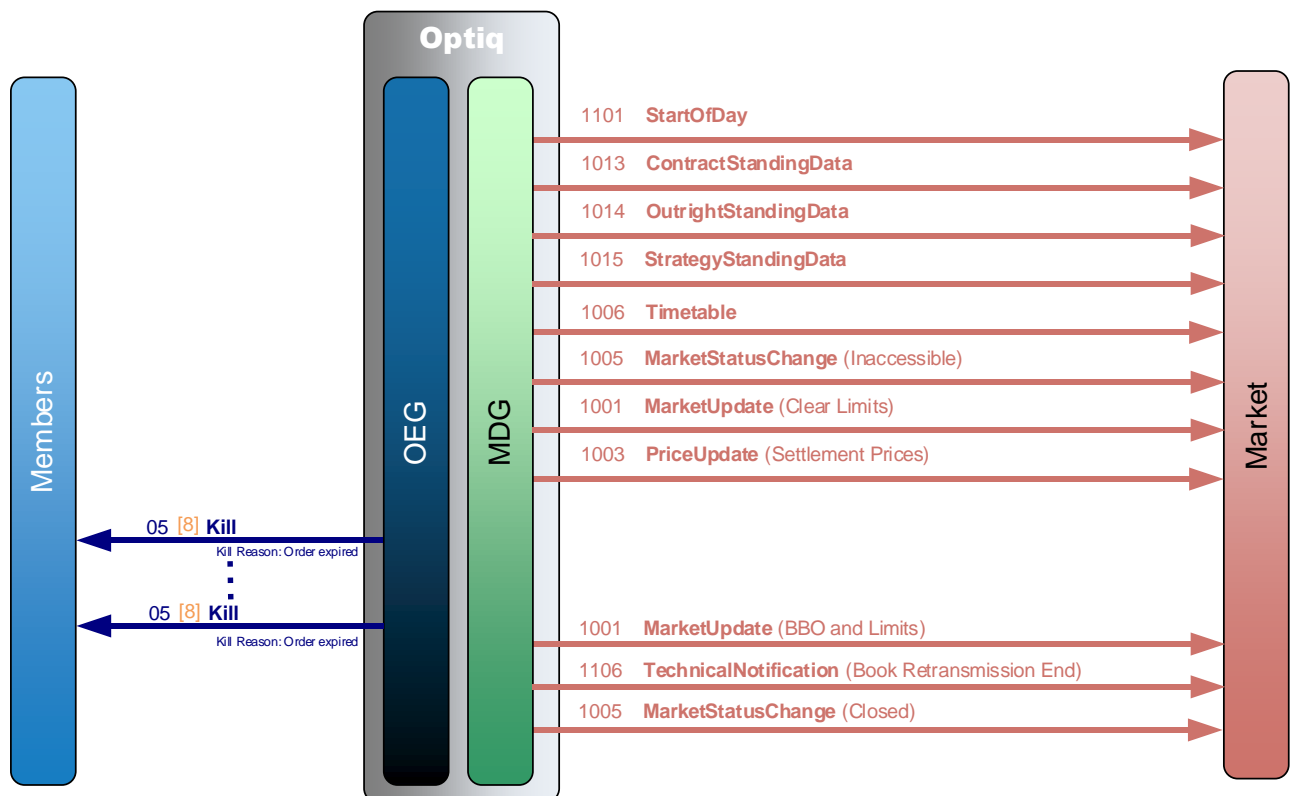 Optiq
Members
OEG
MDG
Market
1101 StartOfDay
1013 ContractStandingData
1014 OutrightStandingData
1015 StrategyStandingData
1006 Timetable
1005 MarketStatusChange (Inaccessible)
1001 MarketUpdate (Clear Limits)
1003 PriceUpdate (Settlement Prices)
05 [8] Kill
Kill Reason: Order expired
05 [8] Kill
Kill Reason: Order expired
1001 MarketUpdate (BBO and Limits)
1106 TechnicalNotification (Book Retransmission End)
1005 MarketStatusChange (Closed)